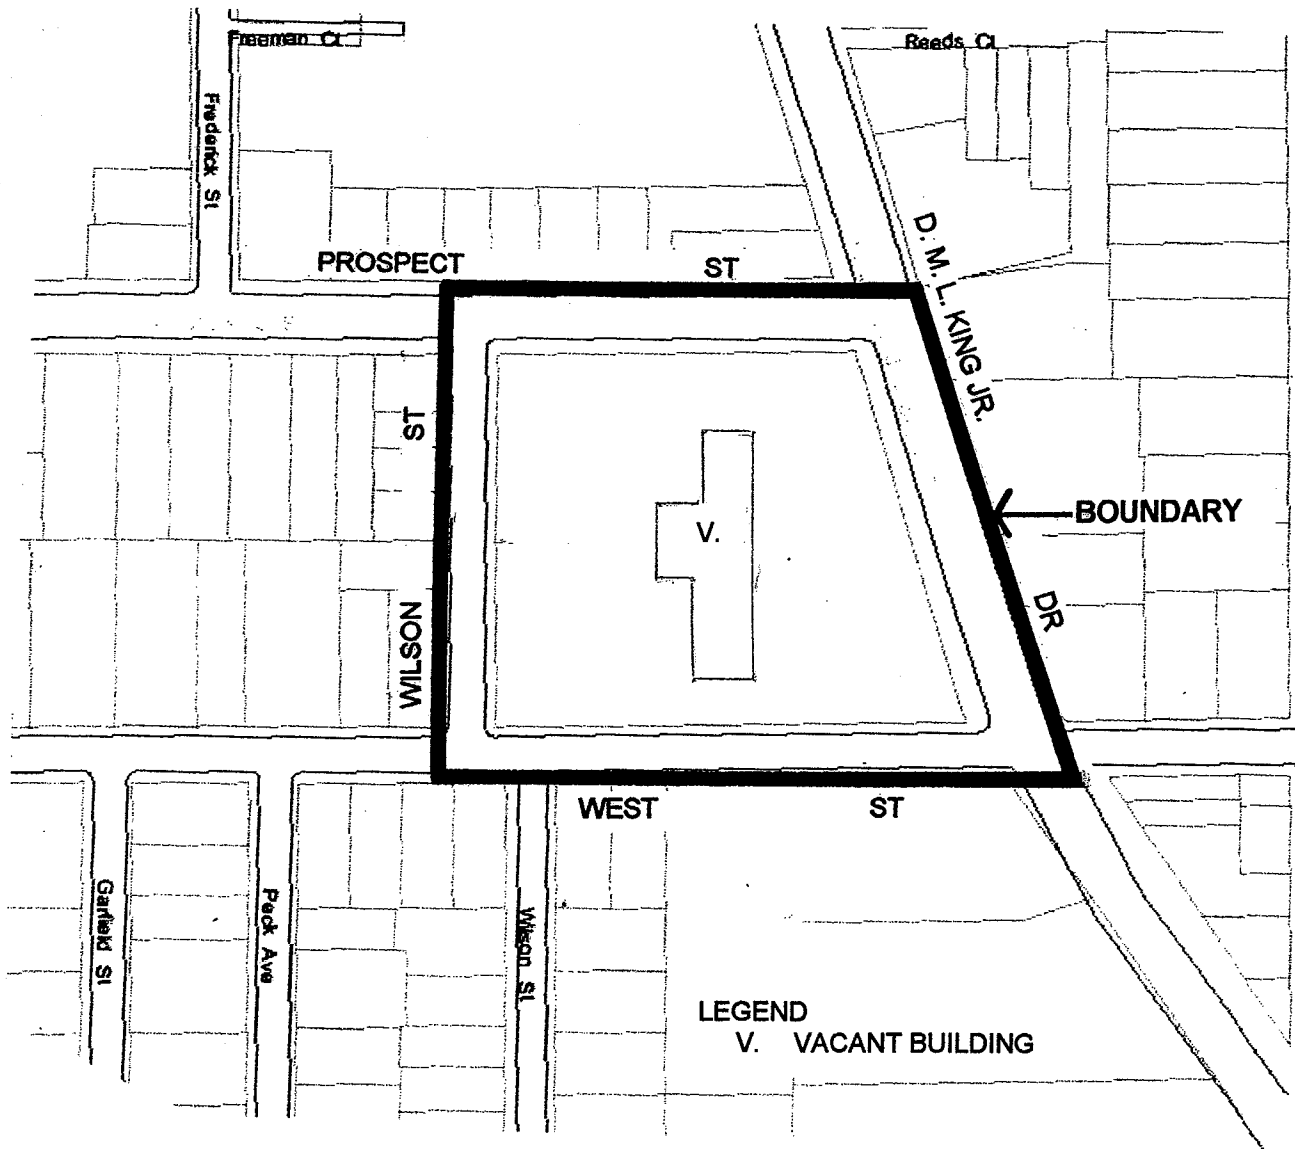 Freeman Ct
Reeds Ct
Frederick St
PROSPECT ST
D. M. L. KING JR. DR
ST
V.
BOUNDARY
WILSON
WEST ST
Garfield St
Peck Ave
Wilson St
LEGEND
V. VACANT BUILDING